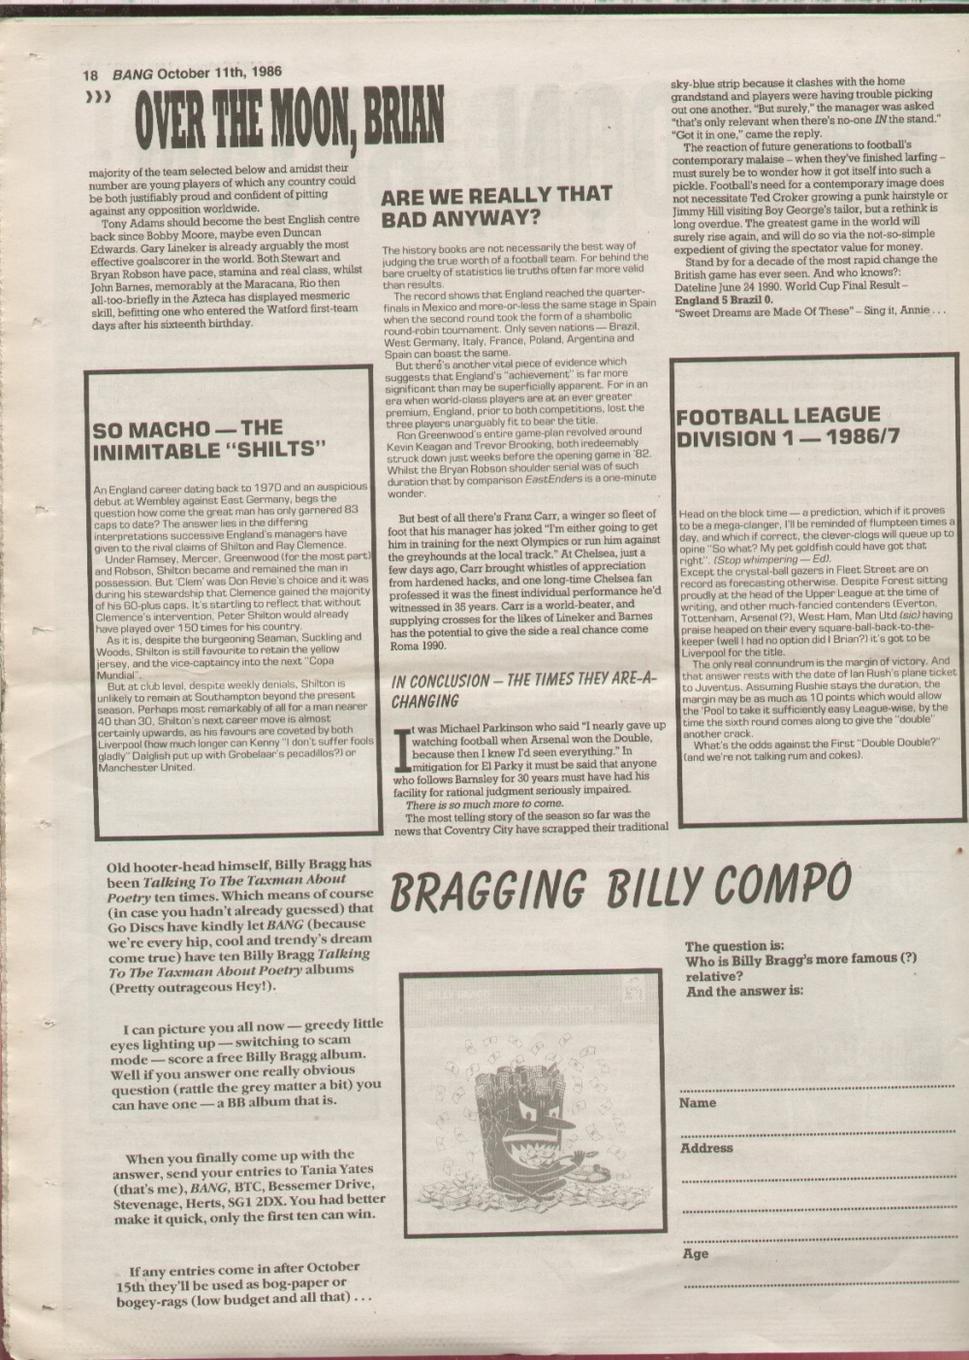 18 BANG October 11th, 1986
››› OVER THE MOON, BRIAN
majority of the team selected below and amidst their
number are young players of which any country could
be both justifiably proud and confident of pitting
against any opposition worldwide.
Tony Adams should become the best English centre
back since Bobby Moore, maybe even Duncan
Edwards. Gary Lineker is already arguably the most
effective goalscorer in the world. Both Stewart and
Bryan Robson have pace, stamina and real class, whilst
John Barnes, memorably at the Maracana, Rio then
all-too-briefly in the Azteca has displayed mesmeric
skill, befitting one who entered the Watford first-team
days after his sixteenth birthday.
SO MACHO — THE
INIMITABLE "SHILTS"
An England career dating back to 1970 and an auspicious
debut at Wembley against East Germany, begs the
question how come the great man has only garnered 83
caps to date? The answer lies in the differing
interpretations successive England's managers have
given to the rival claims of Shilton and Ray Clemence.
Under Ramsey, Mercer, Greenwood (for the most part)
and Robson, Shilton became and remained the man in
possession. But 'Clem' was Don Revie's choice and it was
during his stewardship that Clemence gained the majority
of his 60-plus caps. It's startling to reflect that without
Clemence's intervention, Peter Shilton would already
have played over 150 times for his country.
As it is, despite the burgeoning Seaman, Suckling and
Woods, Shilton is still favourite to retain the yellow
jersey, and the vice-captaincy into the next "Copa
Mundial".
But at club level, despite weekly denials, Shilton is
unlikely to remain at Southampton beyond the present
season. Perhaps most remarkably of all for a man nearer
40 than 30, Shilton's next career move is almost
certainly upwards, as his favours are coveted by both
Liverpool (how much longer can Kenny "I don't suffer fools
gladly" Dalglish put up with Grobelaar's pecadillos?) or
Manchester United.
ARE WE REALLY THAT
BAD ANYWAY?
The history books are not necessarily the best way of
judging the true worth of a football team. For behind the
bare cruelty of statistics lie truths often far more valid
than results.
The record shows that England reached the quarter-
finals in Mexico and more-or-less the same stage in Spain
when the second round took the form of a shambolic
round-robin tournament. Only seven nations — Brazil,
West Germany, Italy, France, Poland, Argentina and
Spain can boast the same.
But there's another vital piece of evidence which
suggests that England's "achievement" is far more
significant than may be superficially apparent. For in an
era when world-class players are at an ever greater
premium, England, prior to both competitions, lost the
three players unarguably fit to bear the title.
Ron Greenwood's entire game-plan revolved around
Kevin Keagan and Trevor Brooking, both irredeemably
struck down just weeks before the opening game in '82.
Whilst the Bryan Robson shoulder serial was of such
duration that by comparison EastEnders is a one-minute
wonder.
But best of all there's Franz Carr, a winger so fleet of
foot that his manager has joked "I'm either going to get
him in training for the next Olympics or run him against
the greyhounds at the local track." At Chelsea, just a
few days ago, Carr brought whistles of appreciation
from hardened hacks, and one long-time Chelsea fan
professed it was the finest individual performance he'd
witnessed in 35 years. Carr is a world-beater, and
supplying crosses for the likes of Lineker and Barnes
has the potential to give the side a real chance come
Roma 1990.
IN CONCLUSION – THE TIMES THEY ARE-A-
CHANGING
It was Michael Parkinson who said "I nearly gave up
watching football when Arsenal won the Double,
because then I knew I'd seen everything." In
mitigation for El Parky it must be said that anyone
who follows Barnsley for 30 years must have had his
facility for rational judgment seriously impaired.
There is so much more to come.
The most telling story of the season so far was the
news that Coventry City have scrapped their traditional
sky-blue strip because it clashes with the home
grandstand and players were having trouble picking
out one another. "But surely," the manager was asked
"that's only relevant when there's no-one IN the stand."
"Got it in one," came the reply.
The reaction of future generations to football's
contemporary malaise – when they've finished larfing –
must surely be to wonder how it got itself into such a
pickle. Football's need for a contemporary image does
not necessitate Ted Croker growing a punk hairstyle or
Jimmy Hill visiting Boy George's tailor, but a rethink is
long overdue. The greatest game in the world will
surely rise again, and will do so via the not-so-simple
expedient of giving the spectator value for money.
Stand by for a decade of the most rapid change the
British game has ever seen. And who knows?:
Dateline June 24 1990. World Cup Final Result –
England 5 Brazil 0.
"Sweet Dreams are Made Of These" – Sing it, Annie . . .
FOOTBALL LEAGUE
DIVISION 1 — 1986/7
Head on the block time — a prediction, which if it proves
to be a mega-clanger, I'll be reminded of flumpteen times a
day, and which if correct, the clever-clogs will queue up to
opine "So what? My pet goldfish could have got that
right". (Stop whimpering — Ed).
Except the crystal-ball gazers in Fleet Street are on
record as forecasting otherwise. Despite Forest sitting
proudly at the head of the Upper League at the time of
writing, and other much-fancied contenders (Everton,
Tottenham, Arsenal (?), West Ham, Man Utd (sic) having
praise heaped on their every square-ball-back-to-the-
keeper (well I had no option did I Brian?) it's got to be
Liverpool for the title.
The only real connundrum is the margin of victory. And
that answer rests with the date of Ian Rush's plane ticket
to Juventus. Assuming Rushie stays the duration, the
margin may be as much as 10 points which would allow
the 'Pool to take it sufficiently easy League-wise, by the
time the sixth round comes along to give the "double"
another crack.
What's the odds against the First "Double Double?"
(and we're not talking rum and cokes).
Old hooter-head himself, Billy Bragg has
been Talking To The Taxman About
Poetry ten times. Which means of course
(in case you hadn't already guessed) that
Go Discs have kindly let BANG (because
we're every hip, cool and trendy's dream
come true) have ten Billy Bragg Talking
To The Taxman About Poetry albums
(Pretty outrageous Hey!).
I can picture you all now — greedy little
eyes lighting up — switching to scam
mode — score a free Billy Bragg album.
Well if you answer one really obvious
question (rattle the grey matter a bit) you
can have one — a BB album that is.
When you finally come up with the
answer, send your entries to Tania Yates
(that's me), BANG, BTC, Bessemer Drive,
Stevenage, Herts, SG1 2DX. You had better
make it quick, only the first ten can win.
If any entries come in after October
15th they'll be used as bog-paper or
bogey-rags (low budget and all that) . . .
BRAGGING BILLY COMPO
The question is:
Who is Billy Bragg's more famous (?)
relative?
And the answer is:
Name
Address
Age